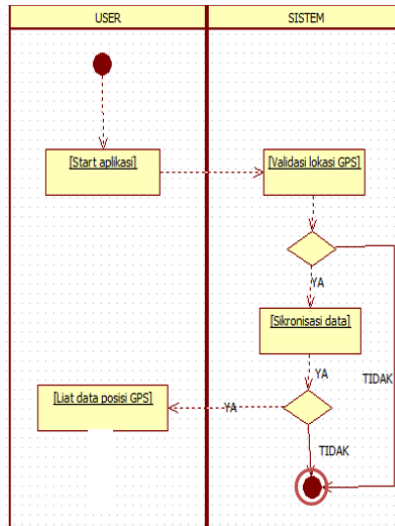 USER
SISTEM
[Start aplikasi]
[Validasi lokasi GPS]
YA
[Sikronisasi data]
YA
TIDAK
[Liat data posisi GPS]
YA
TIDAK